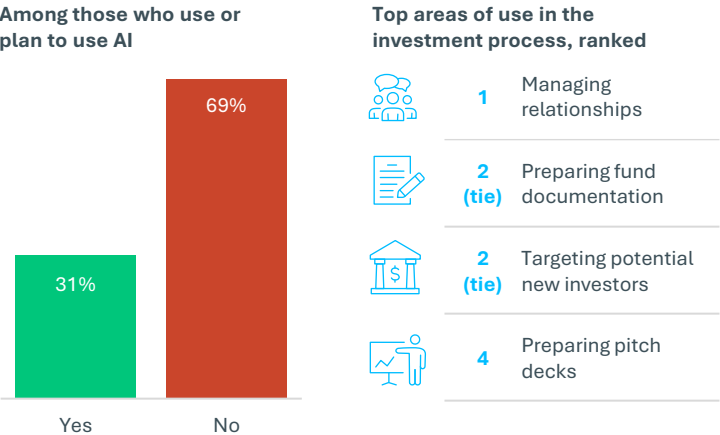 Among those who use or
plan to use AI
69%
31%
Yes
No
Top areas of use in the
investment process, ranked
1
Managing
relationships
2
(tie)
Preparing fund
documentation
2
(tie)
Targeting potential
new investors
$
4
Preparing pitch
decks